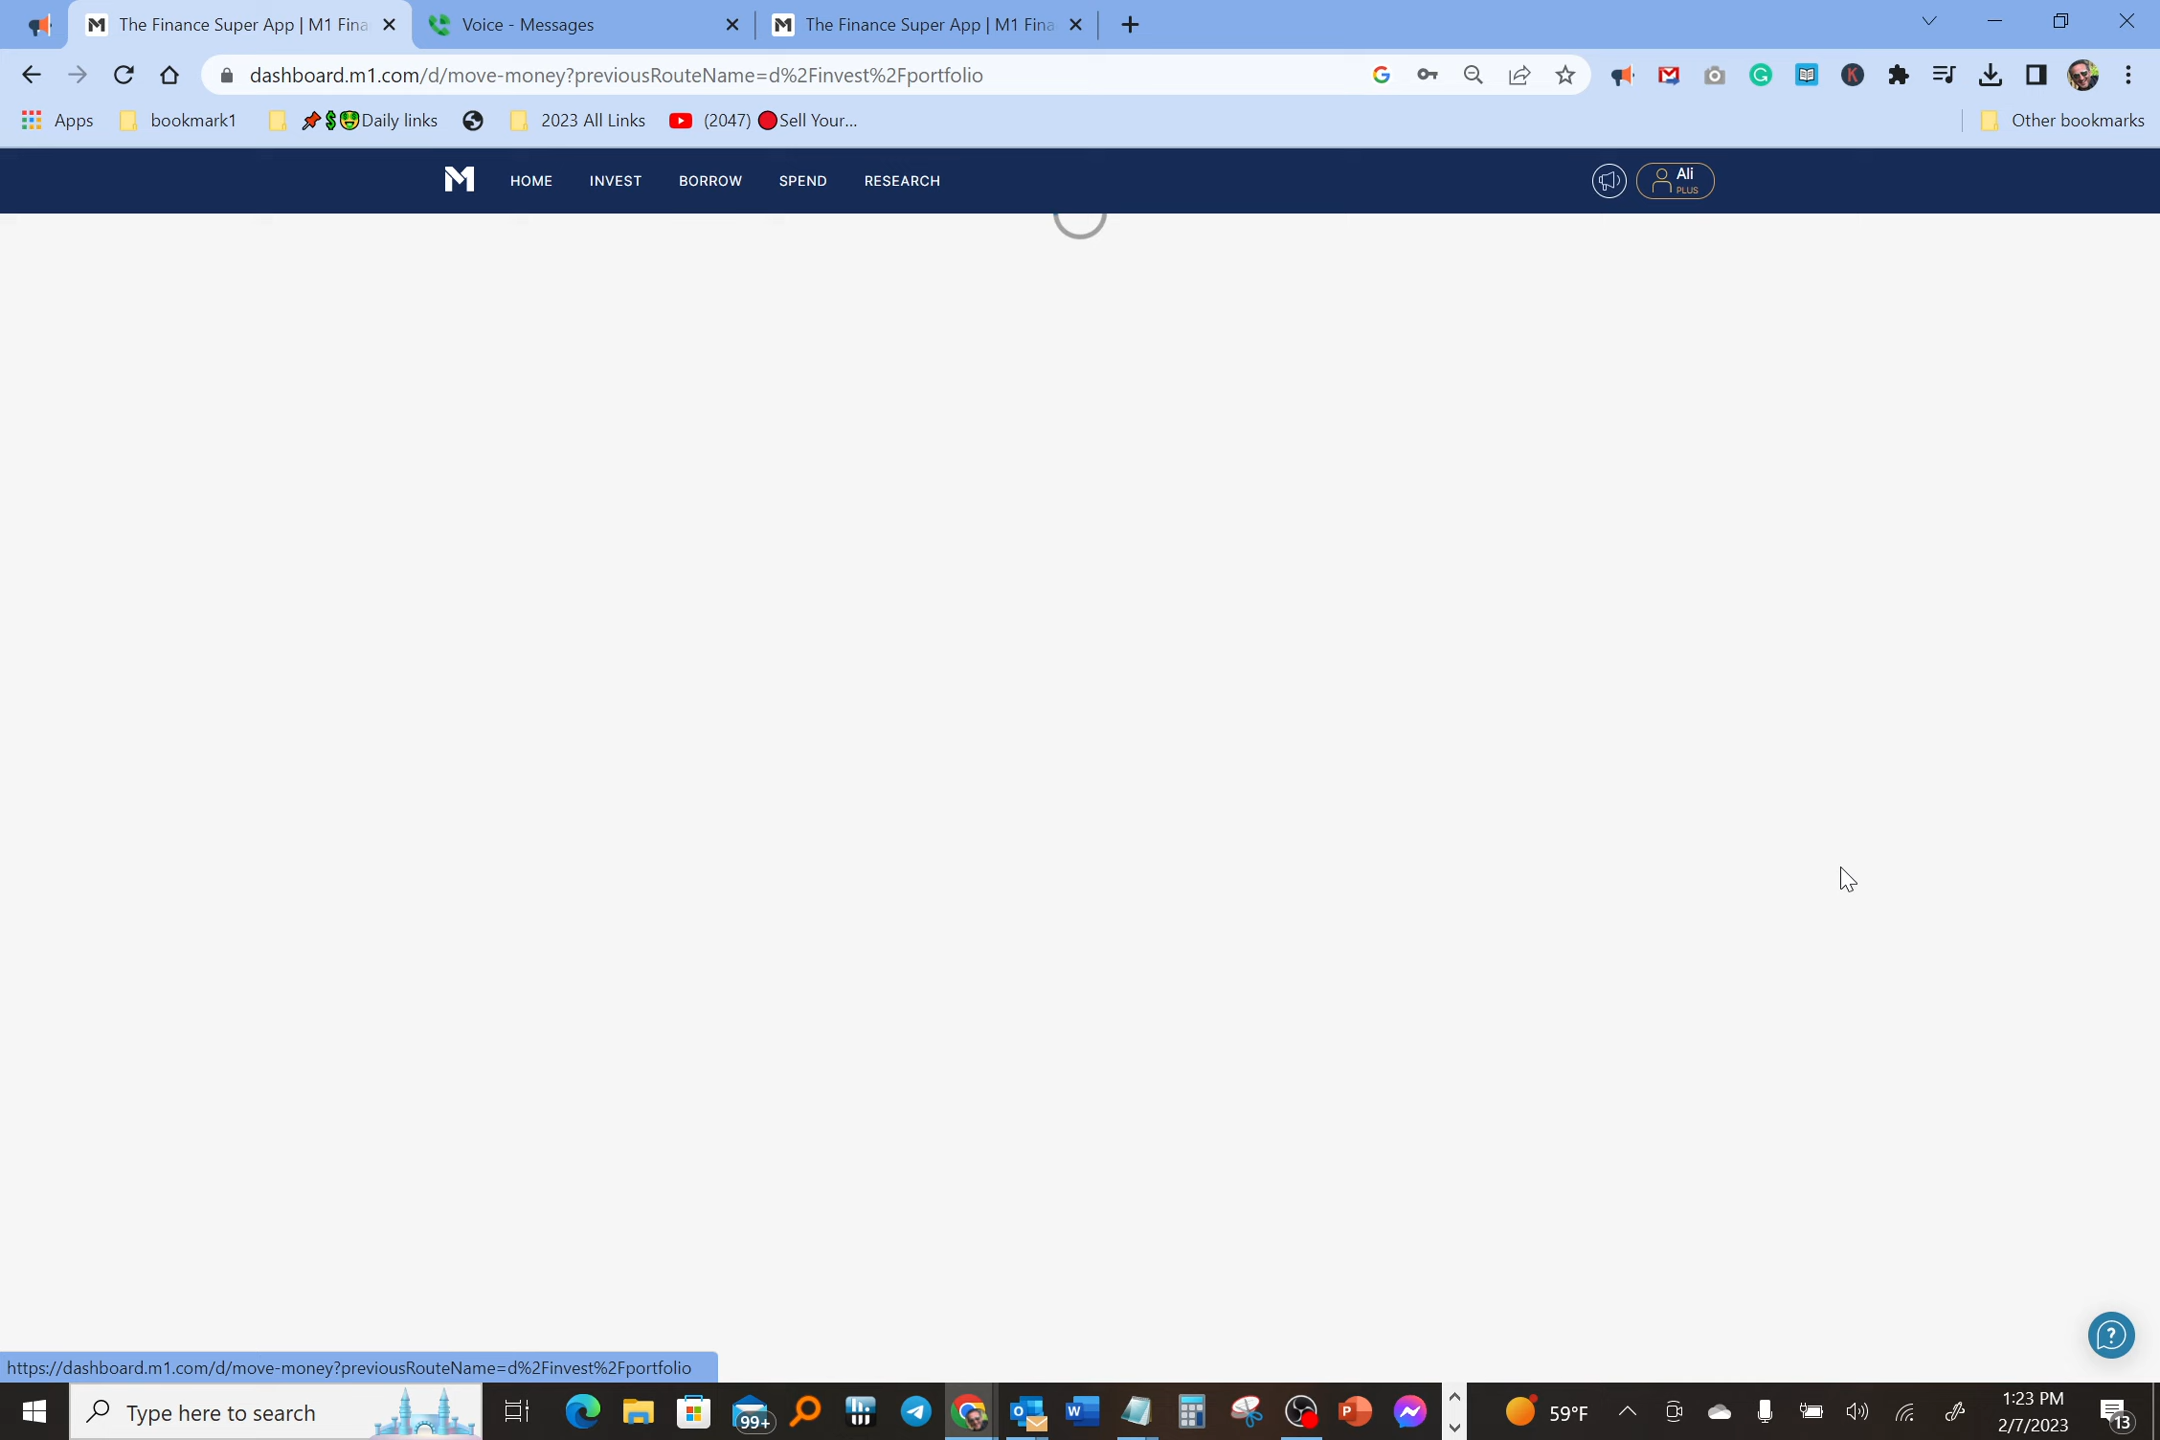 The Finance Super App | M1 Fina
Voice - Messages
The Finance Super App | M1 Fina
dashboard.m1.com/d/move-money?previousRouteName=d%2Finvest%2Fportfolio
Apps
bookmark1
Daily links
2023 All Links
(2047) 🔴Sell Your...
Other bookmarks
HOME
INVEST
BORROW
SPEND
RESEARCH
Ali
PLUS
https://dashboard.m1.com/d/move-money?previousRouteName=d%2Finvest%2Fportfolio
Type here to search
99+
59°F
1:23 PM
2/7/2023
13